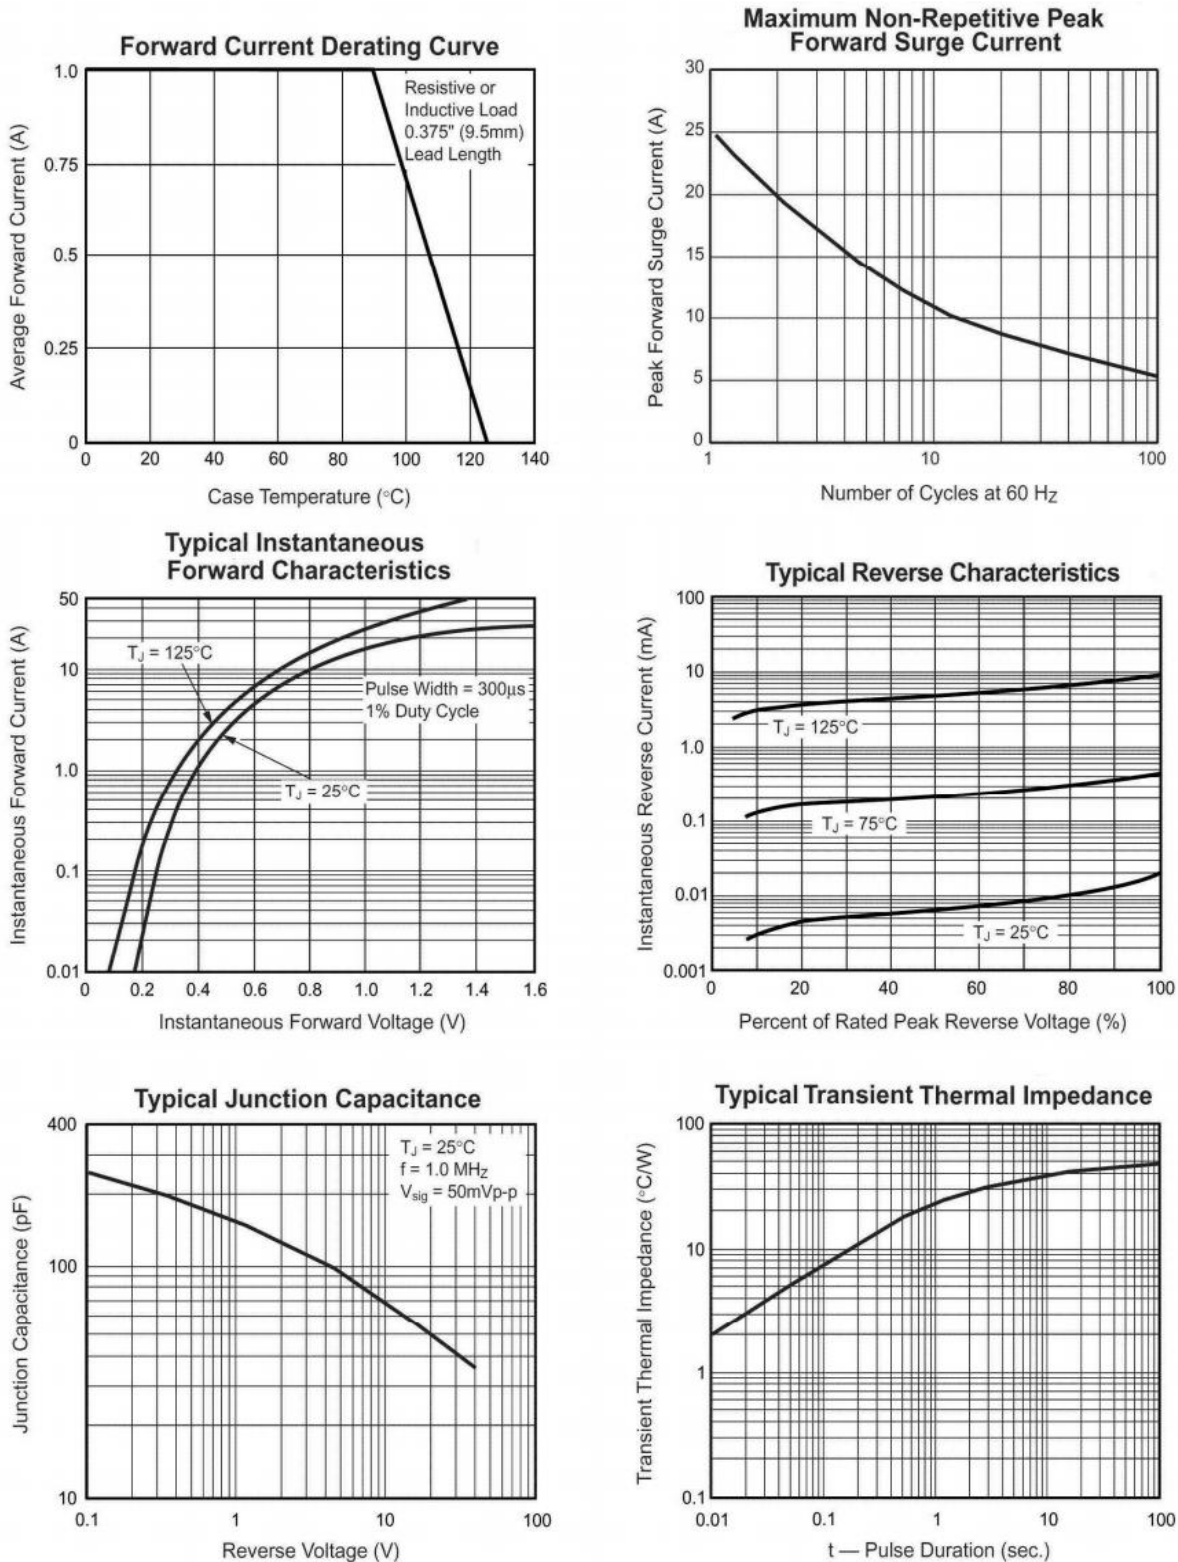 Forward Current Derating Curve
Average Forward Current (A)
1.0
0.75
0.5
0.25
0
Resistive or
Inductive Load
0.375" (9.5mm)
Lead Length
0 20 40 60 80 100 120 140
Case Temperature (°C)
Maximum Non-Repetitive Peak
Forward Surge Current
Peak Forward Surge Current (A)
30
25
20
15
10
5
0
1 10 100
Number of Cycles at 60 Hz
Typical Instantaneous
Forward Characteristics
Instantaneous Forward Current (A)
50
10
1.0
0.1
0.01
TJ = 125°C
Pulse Width = 300µs
1% Duty Cycle
TJ = 25°C
0 0.2 0.4 0.6 0.8 1.0 1.2 1.4 1.6
Instantaneous Forward Voltage (V)
Typical Reverse Characteristics
Instantaneous Reverse Current (mA)
100
10
1.0
0.1
0.01
0.001
TJ = 125°C
TJ = 75°C
TJ = 25°C
0 20 40 60 80 100
Percent of Rated Peak Reverse Voltage (%)
Typical Junction Capacitance
Junction Capacitance (pF)
400
100
10
TJ = 25°C
f = 1.0 MHz
Vsig = 50mVp-p
0.1 1 10 100
Reverse Voltage (V)
Typical Transient Thermal Impedance
Transient Thermal Impedance (°C/W)
100
10
1
0.1
0.01 0.1 1 10 100
t — Pulse Duration (sec.)